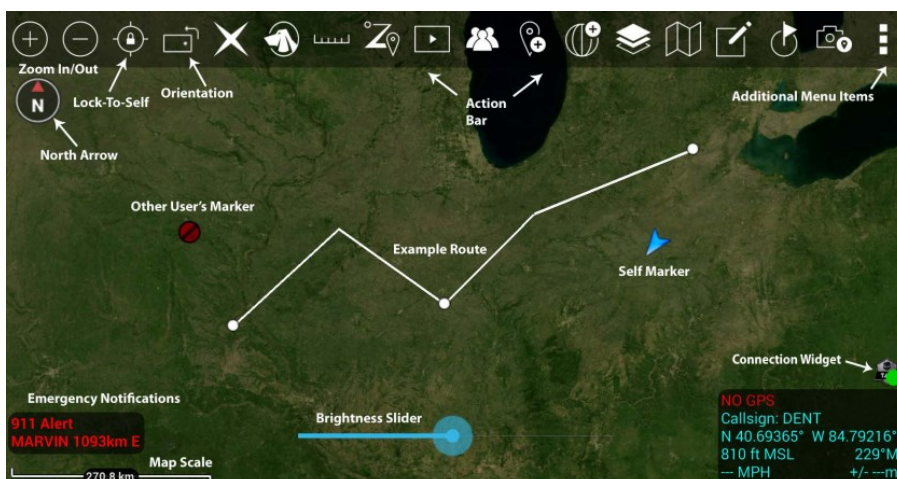 Zoom In/Out
Lock-To-Self
Orientation
Action
Bar
Additional Menu Items
N
North Arrow
Other User's Marker
Example Route
Self Marker
Connection Widget
Emergency Notifications
911 Alert
MARVIN 1093km E
Brightness Slider
Map Scale
270.8 km
NO GPS
Callsign: DENT
N 40.69365° W 84.79216°
810 ft MSL 229°M
--- MPH +/- ---m